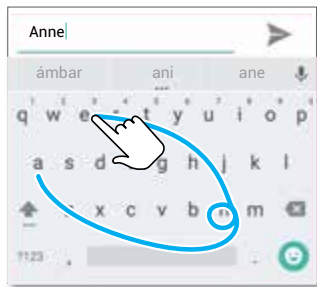 Anne
ámbar ani ane
q w e t y u i o p
a s d g h j k l
x c v b n m
?123 , .